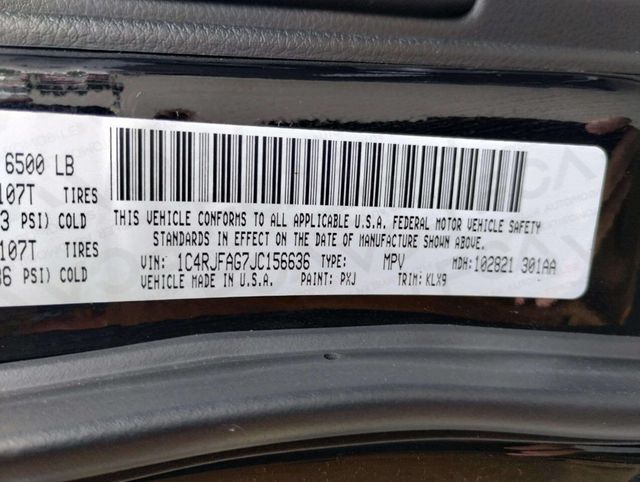 6500 LB
107T TIRES
3 PSI) COLD
107T TIRES
36 PSI) COLD
THIS VEHICLE CONFORMS TO ALL APPLICABLE U.S.A. FEDERAL MOTOR VEHICLE SAFETY
STANDARDS IN EFFECT ON THE DATE OF MANUFACTURE SHOWN ABOVE.
VIN: 1C4RJFAG7JC156636 TYPE: MPV MDH: 102821 301AA
VEHICLE MADE IN U.S.A. PAINT: PXJ TRIM: KLX9